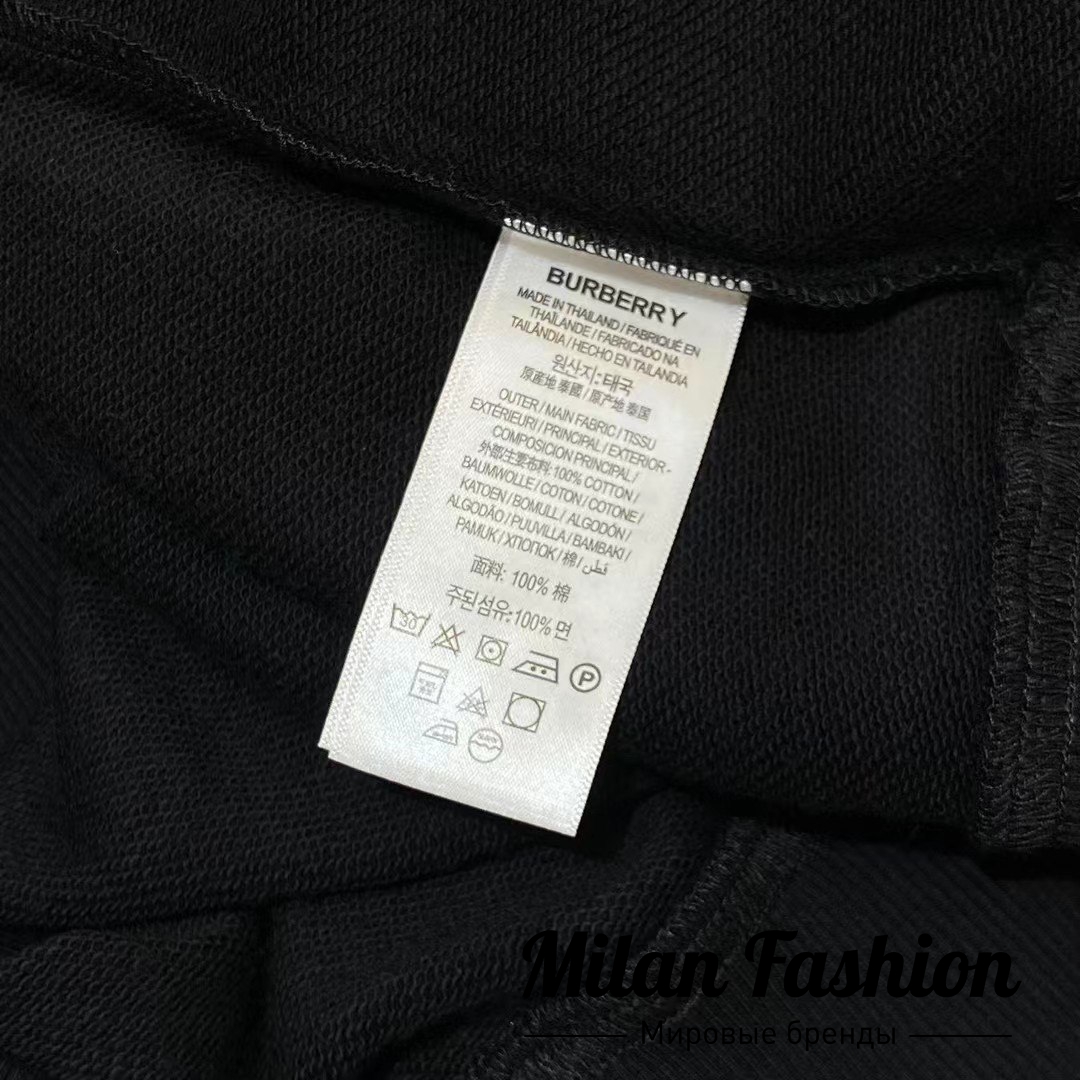 BURBERRY
MADE IN THAILAND / FABRIQUÉ EN
THAÏLANDE / FABRICADO NA
TAILÂNDIA / HECHO EN TAILANDIA
원산지: 태국
原産地 泰國 / 原产地 泰国
OUTER / MAIN FABRIC / TISSU
EXTÉRIEURI / PRINCIPAL / EXTERIOR -
COMPOSICION PRINCIPAL /
外部主要布料: 100% COTTON /
BAUMWOLLE / COTON / COTONE /
KATOEN / BOMULL / ALGODÓN /
ALGODÃO / PUUVILLA / BAMBAKI /
PAMUK / ХЛОПОК / 棉 / قطن
面料: 100% 棉
주된섬유:100% 면
30
P
Milan Fashion
Мировые бренды